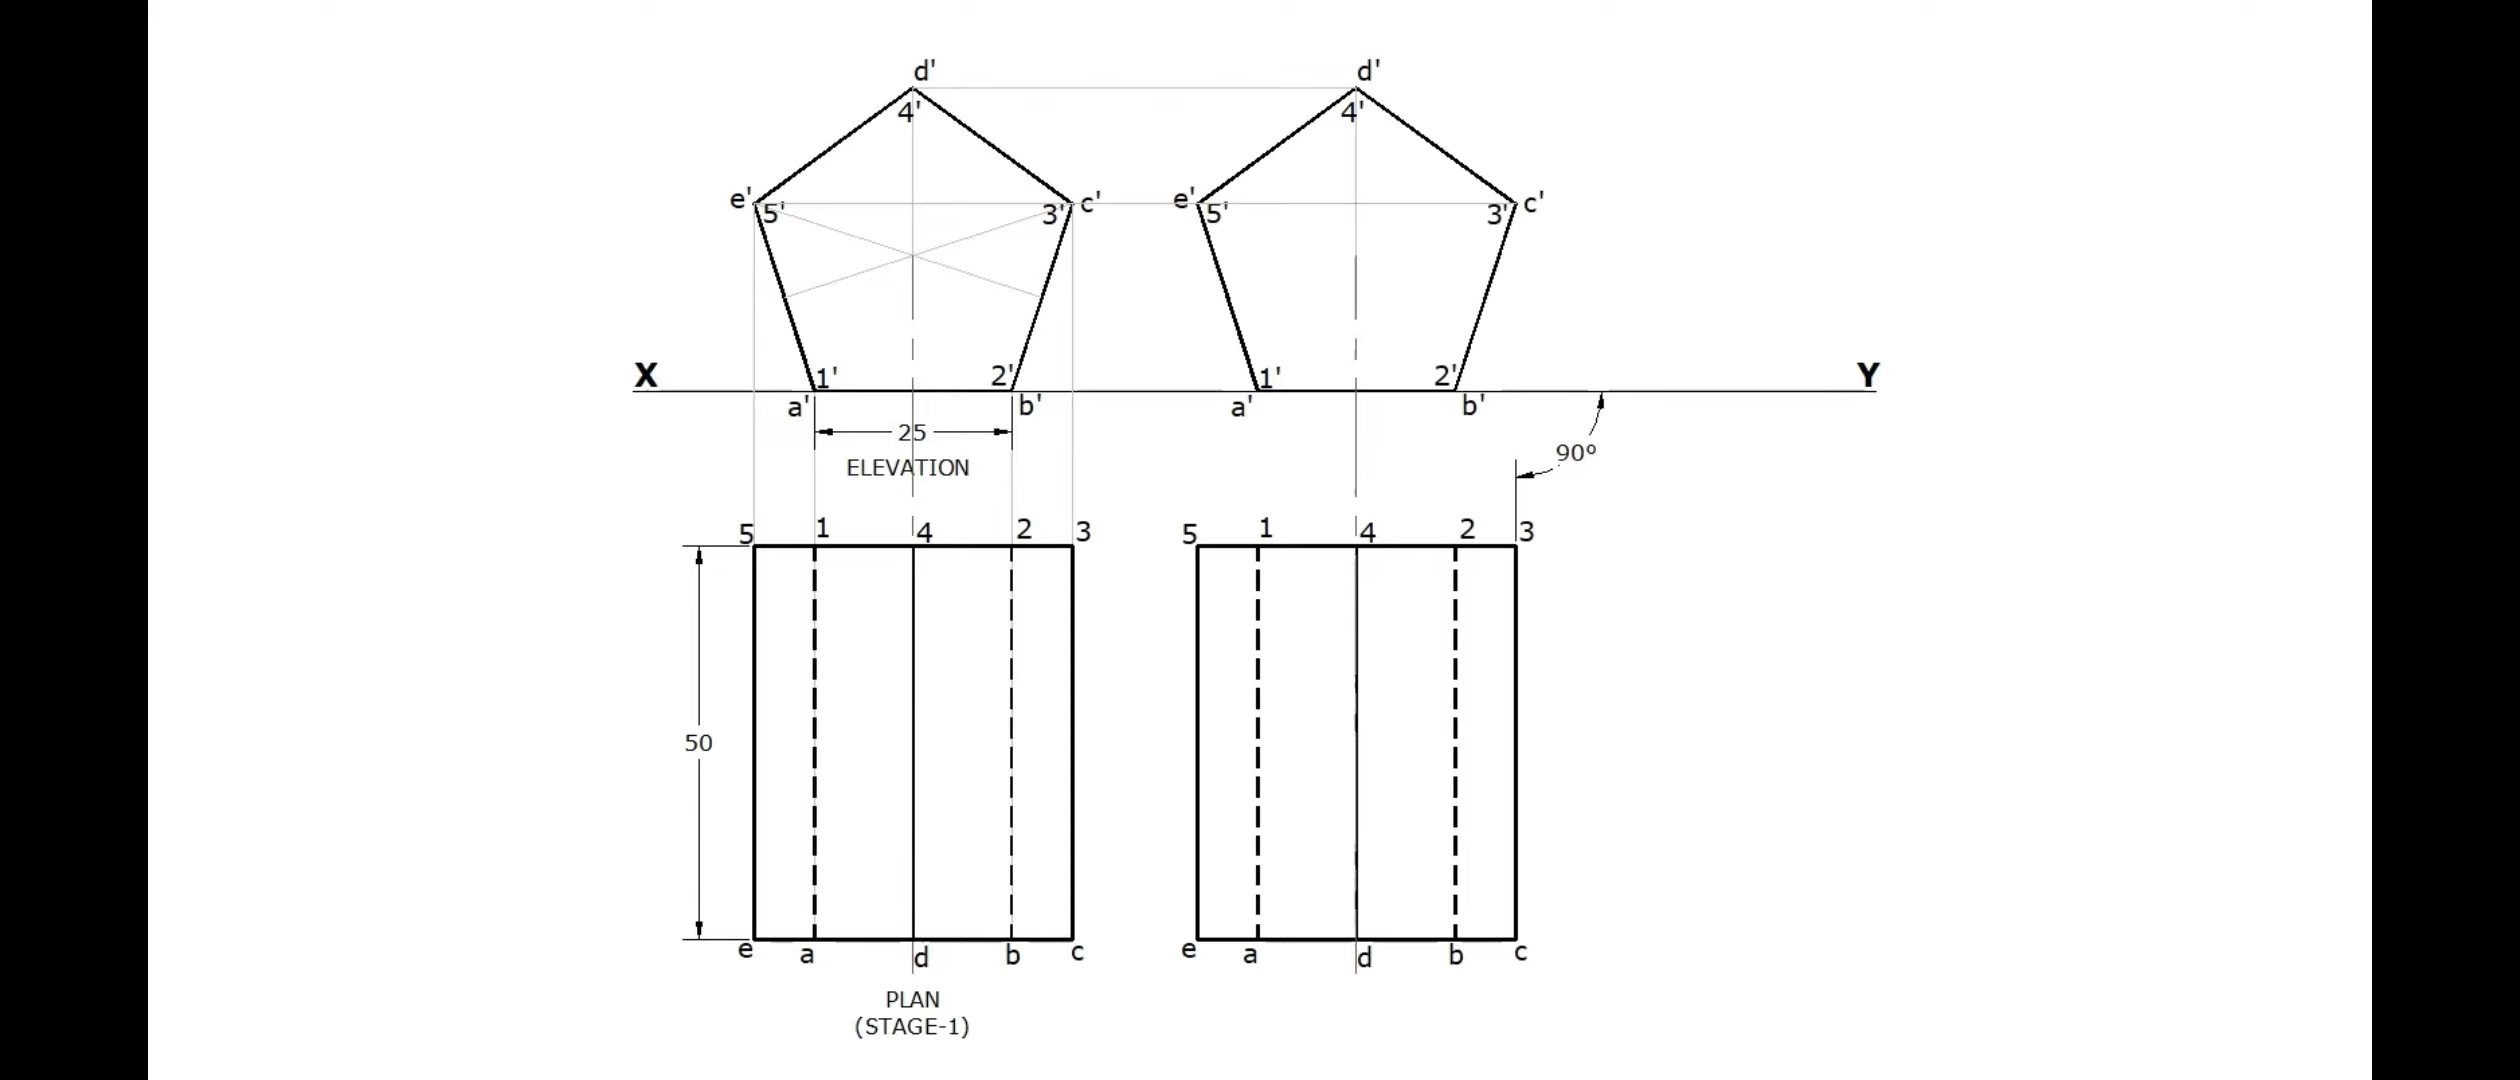 d' d'
4' 4'
e' 5' 3' c' e' 5' 3' c'
X 1' 2' 1' 2' Y
a' b' a' b'
25
90°
ELEVATION
5 1 4 2 3 5 1 4 2 3
50
e a d b c e a d b c
PLAN
(STAGE-1)